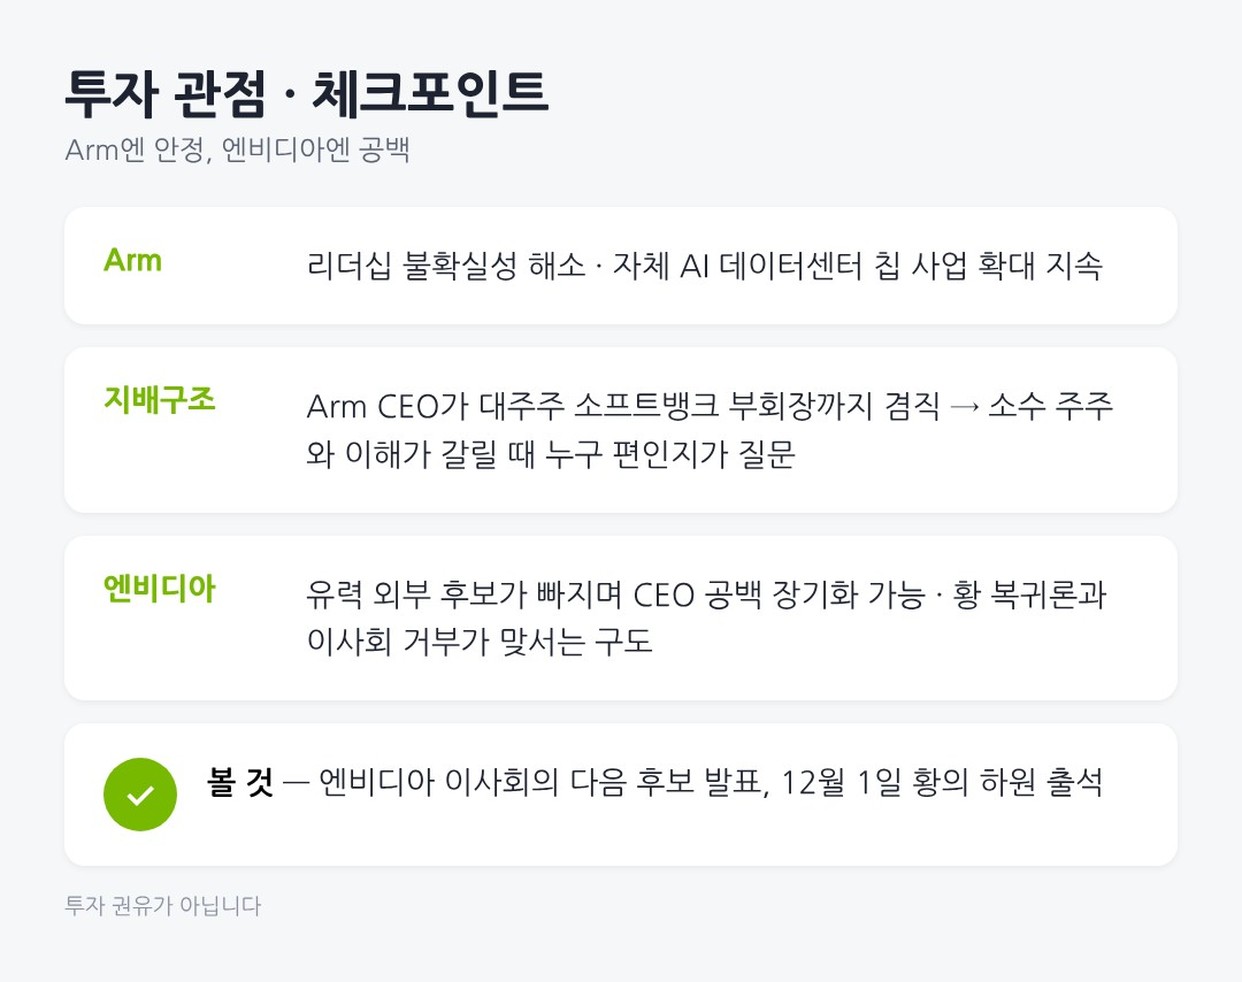 투자 관점 · 체크포인트
Arm엔 안정, 엔비디아엔 공백
Arm
리더십 불확실성 해소 · 자체 AI 데이터센터 칩 사업 확대 지속
지배구조
Arm CEO가 대주주 소프트뱅크 부회장까지 겸직 → 소수 주주
와 이해가 갈릴 때 누구 편인지가 질문
엔비디아
유력 외부 후보가 빠지며 CEO 공백 장기화 가능 · 황 복귀론과
이사회 거부가 맞서는 구도
볼 것 — 엔비디아 이사회의 다음 후보 발표, 12월 1일 황의 하원 출석
투자 권유가 아닙니다